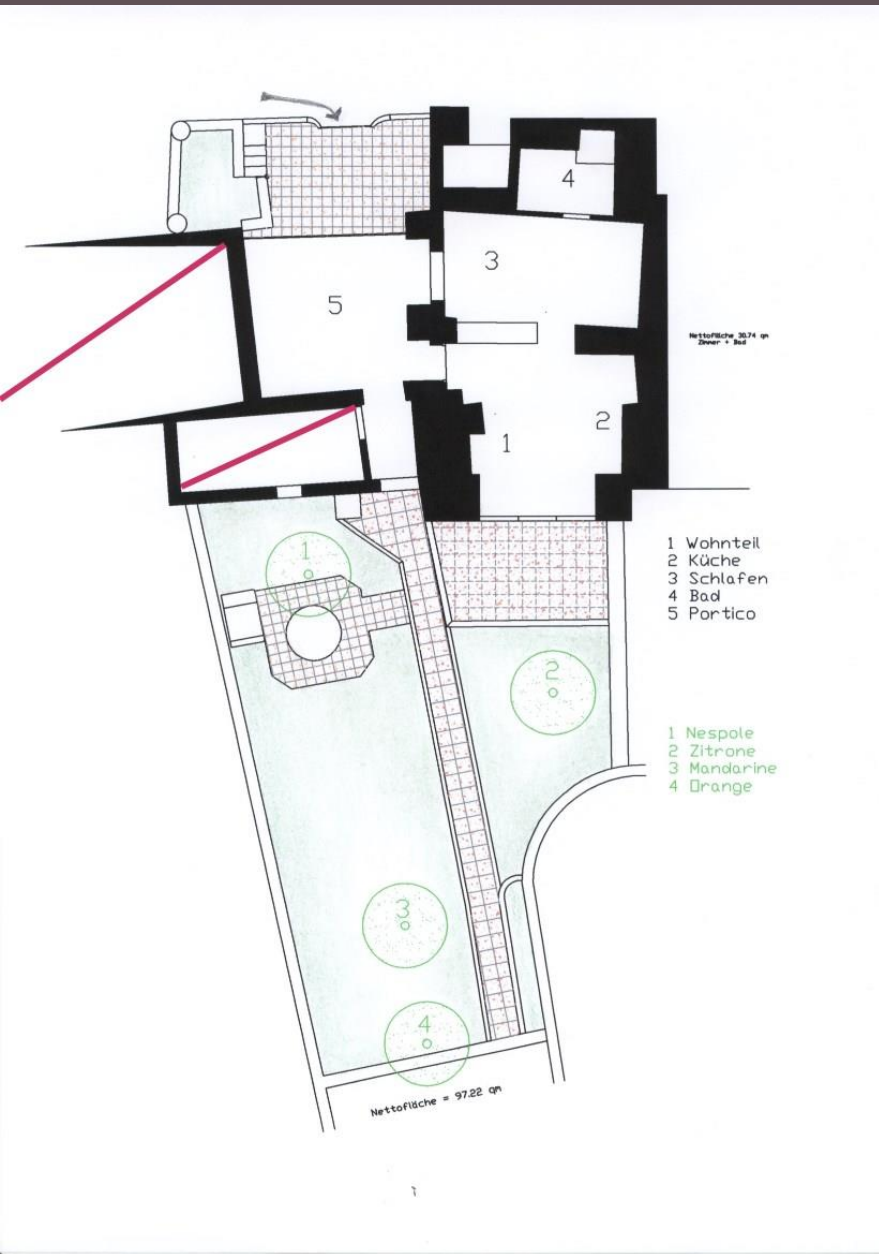 4
3
5
Nettofläche 30.74 qm
Zimmer + Bad
2
1
1 Wohnteil
2 Küche
3 Schlafen
4 Bad
5 Portico
1
2
1 Nespole
2 Zitrone
3 Mandarine
4 Orange
3
4
Nettofläche = 97.22 qm